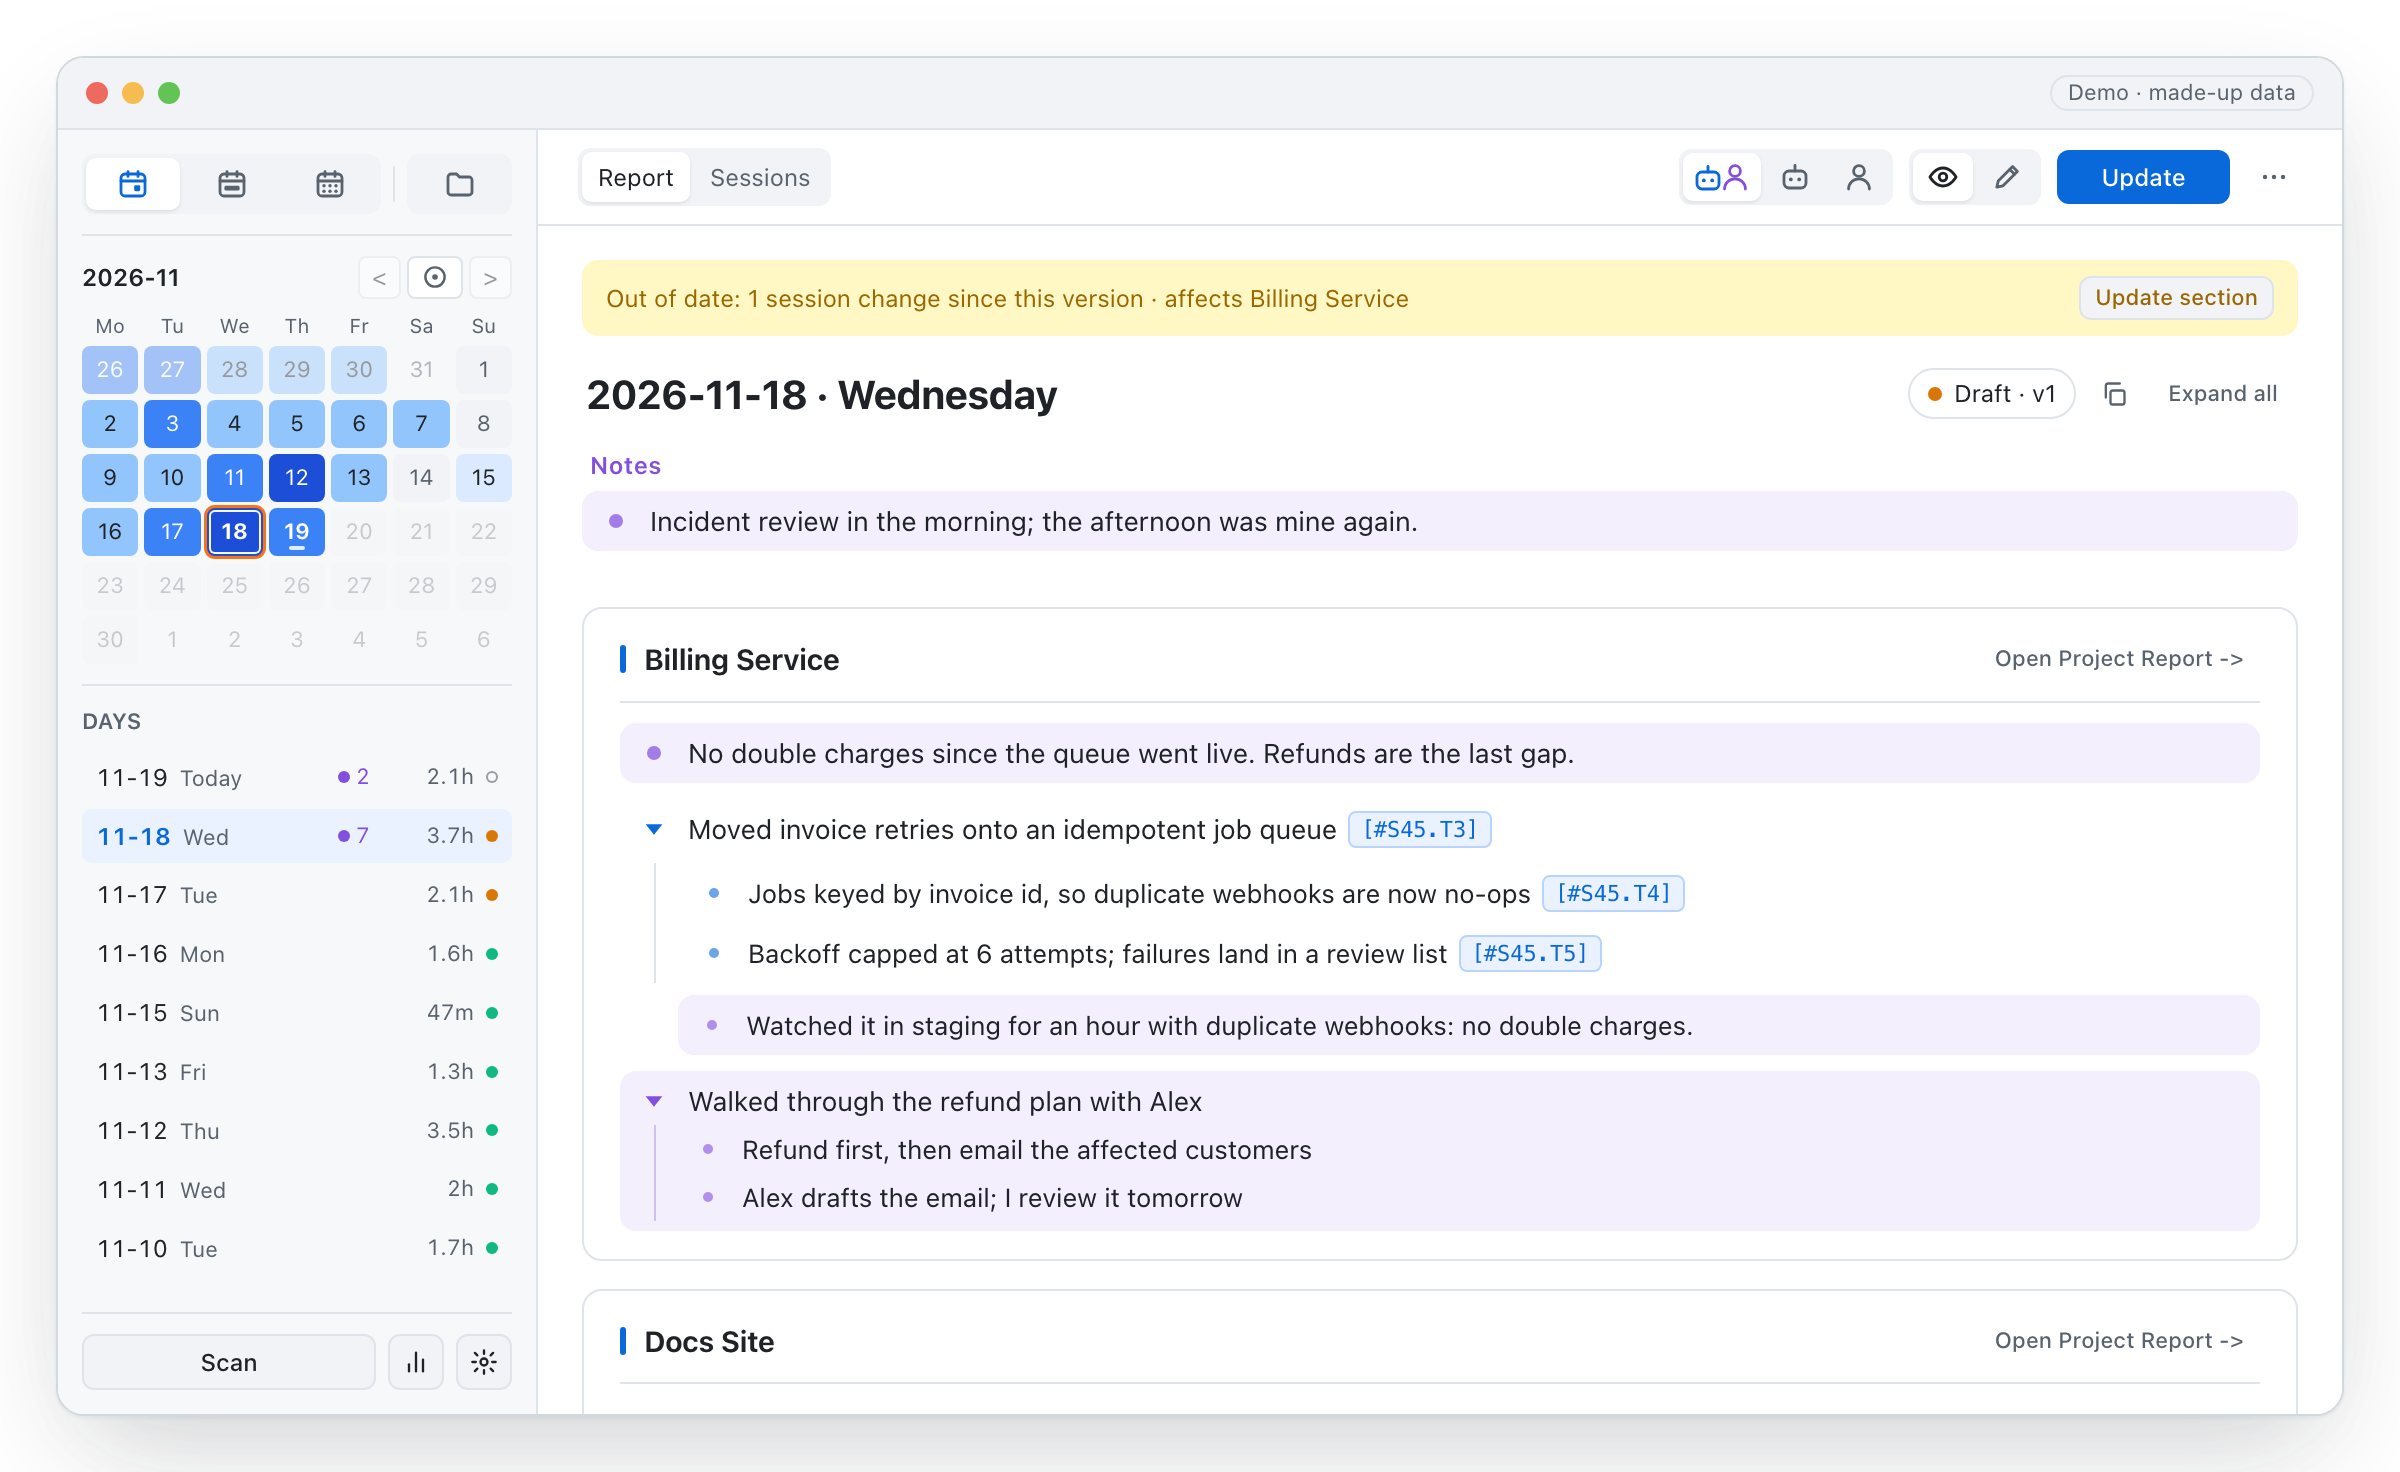 Demo · made-up data
Report Sessions
Update
2026-11
< >
Mo Tu We Th Fr Sa Su
26 27 28 29 30 31 1
2 3 4 5 6 7 8
9 10 11 12 13 14 15
16 17 18 19 20 21 22
23 24 25 26 27 28 29
30 1 2 3 4 5 6
DAYS
11-19 Today 2 2.1h
11-18 Wed 7 3.7h
11-17 Tue 2.1h
11-16 Mon 1.6h
11-15 Sun 47m
11-13 Fri 1.3h
11-12 Thu 3.5h
11-11 Wed 2h
11-10 Tue 1.7h
Scan
Out of date: 1 session change since this version · affects Billing Service
Update section
2026-11-18 · Wednesday
Draft · v1
Expand all
Notes
Incident review in the morning; the afternoon was mine again.
Billing Service
Open Project Report ->
No double charges since the queue went live. Refunds are the last gap.
Moved invoice retries onto an idempotent job queue [#S45.T3]
Jobs keyed by invoice id, so duplicate webhooks are now no-ops [#S45.T4]
Backoff capped at 6 attempts; failures land in a review list [#S45.T5]
Watched it in staging for an hour with duplicate webhooks: no double charges.
Walked through the refund plan with Alex
Refund first, then email the affected customers
Alex drafts the email; I review it tomorrow
Docs Site
Open Project Report ->